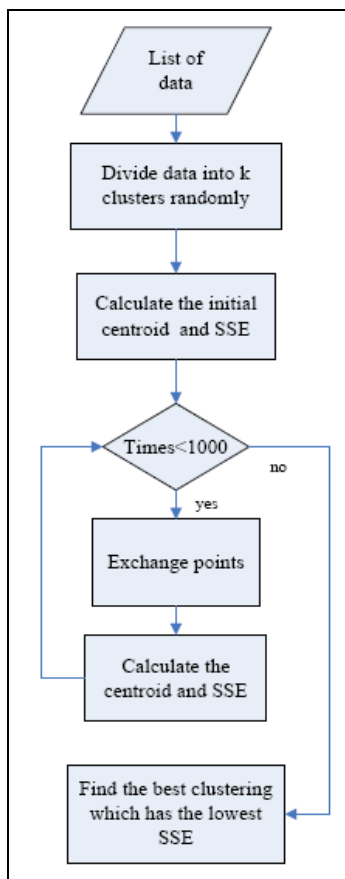 List of
data
Divide data into k
clusters randomly
Calculate the initial
centroid and SSE
Times<1000
no
yes
Exchange points
Calculate the
centroid and SSE
Find the best clustering
which has the lowest
SSE